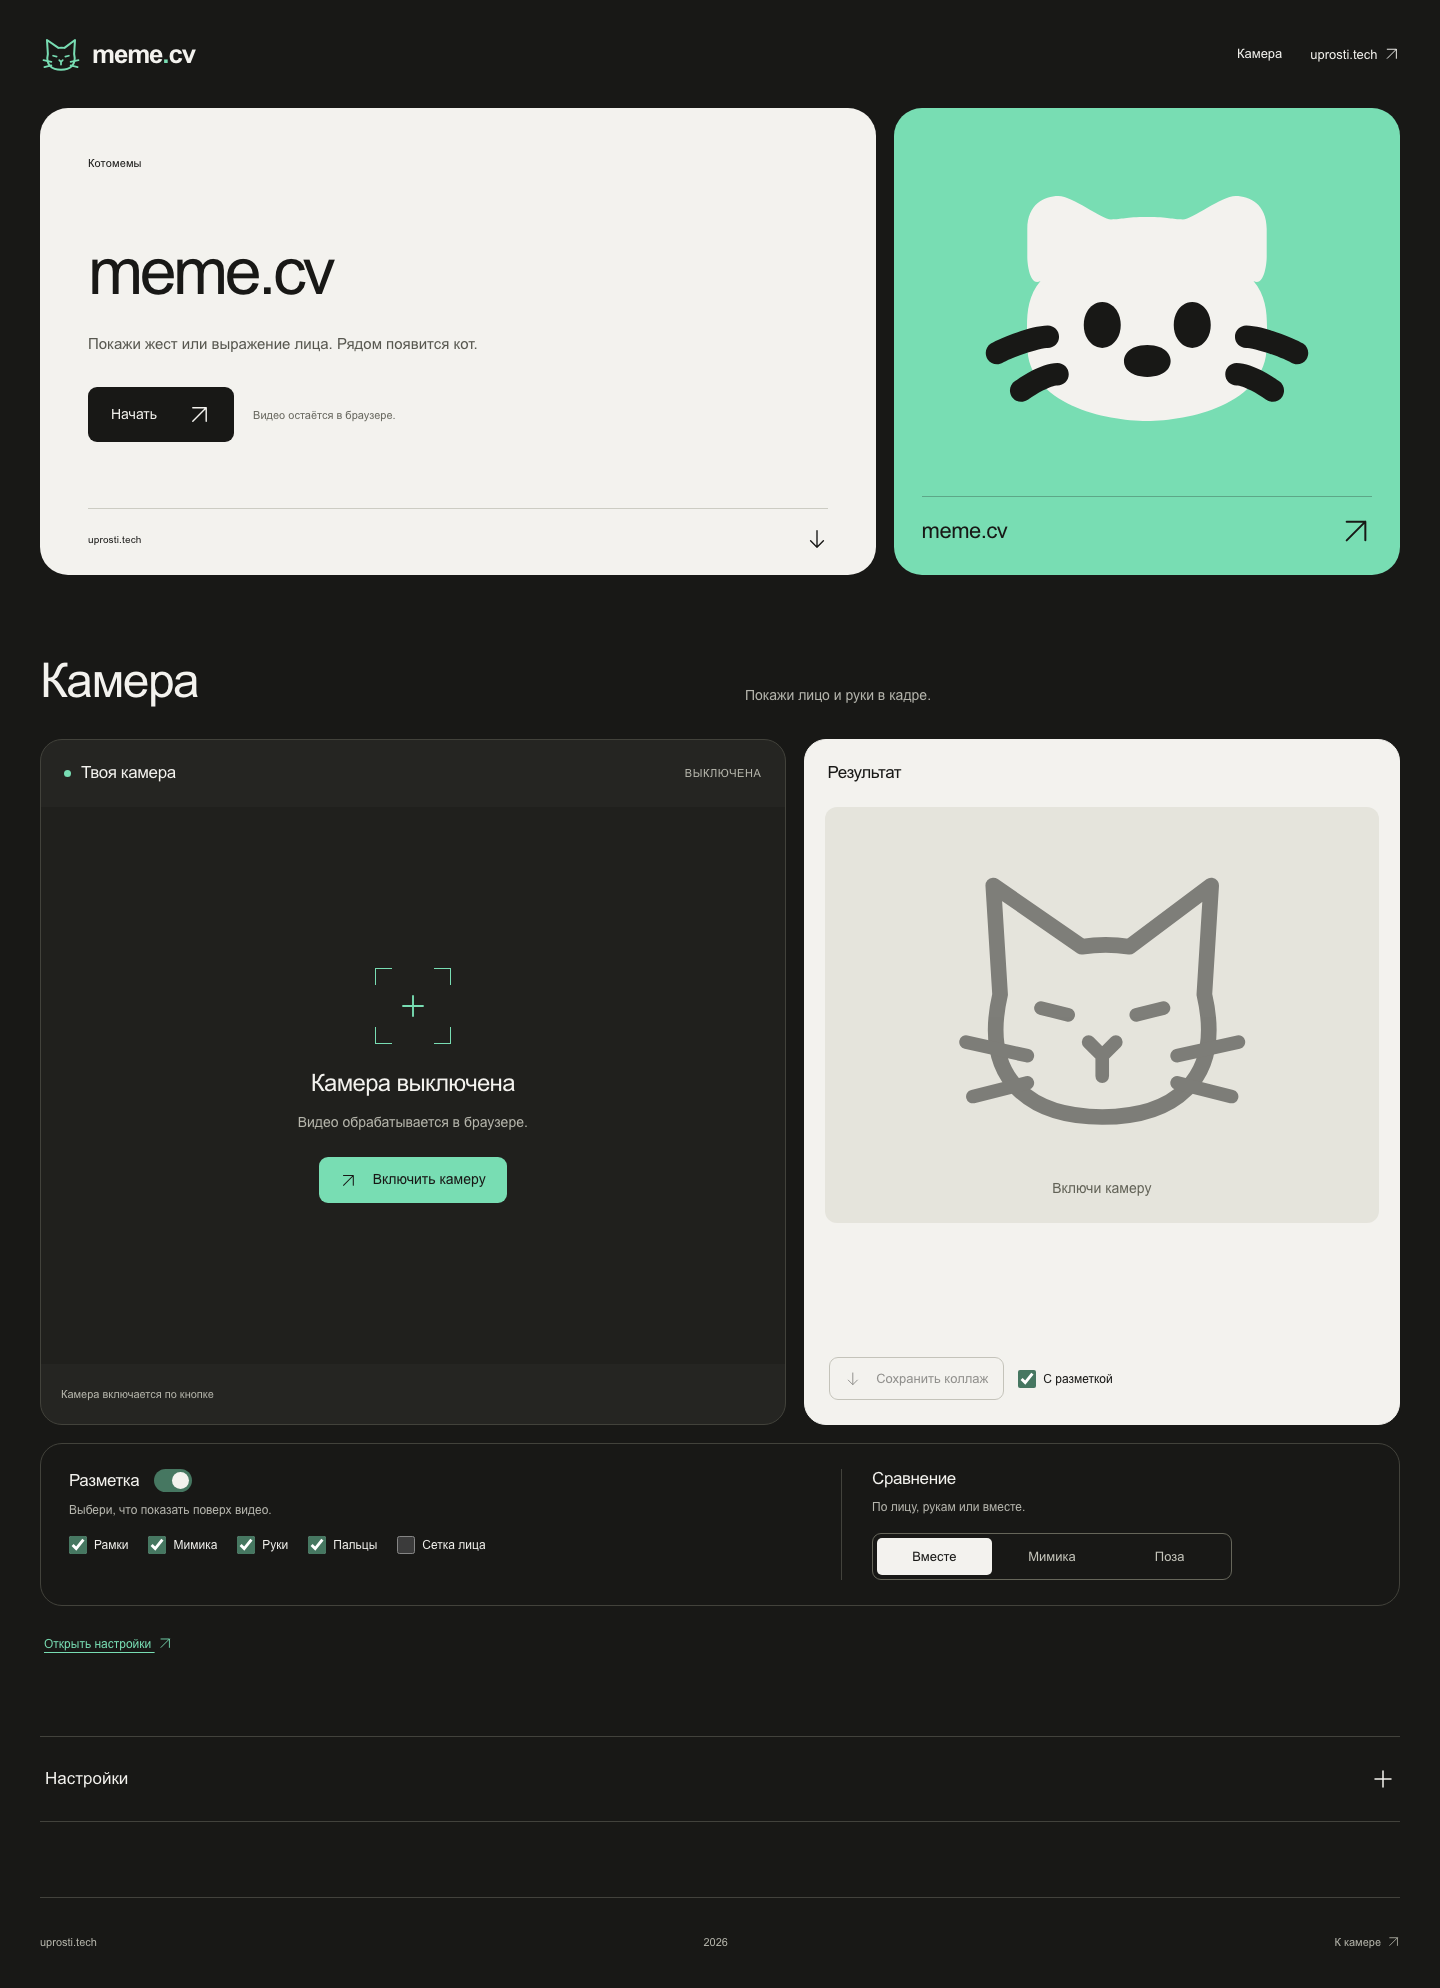 meme.cv
Камера
uprosti.tech
Котомемы
meme.cv
Покажи жест или выражение лица. Рядом появится кот.
Начать
Видео остаётся в браузере.
uprosti.tech
meme.cv
Камера
Покажи лицо и руки в кадре.
Твоя камера
ВЫКЛЮЧЕНА
Камера выключена
Видео обрабатывается в браузере.
Включить камеру
Камера включается по кнопке
Результат
Включи камеру
Сохранить коллаж
С разметкой
Разметка
Выбери, что показать поверх видео.
Рамки
Мимика
Руки
Пальцы
Сетка лица
Сравнение
По лицу, рукам или вместе.
Вместе
Мимика
Поза
Открыть настройки
Настройки
uprosti.tech
2026
К камере